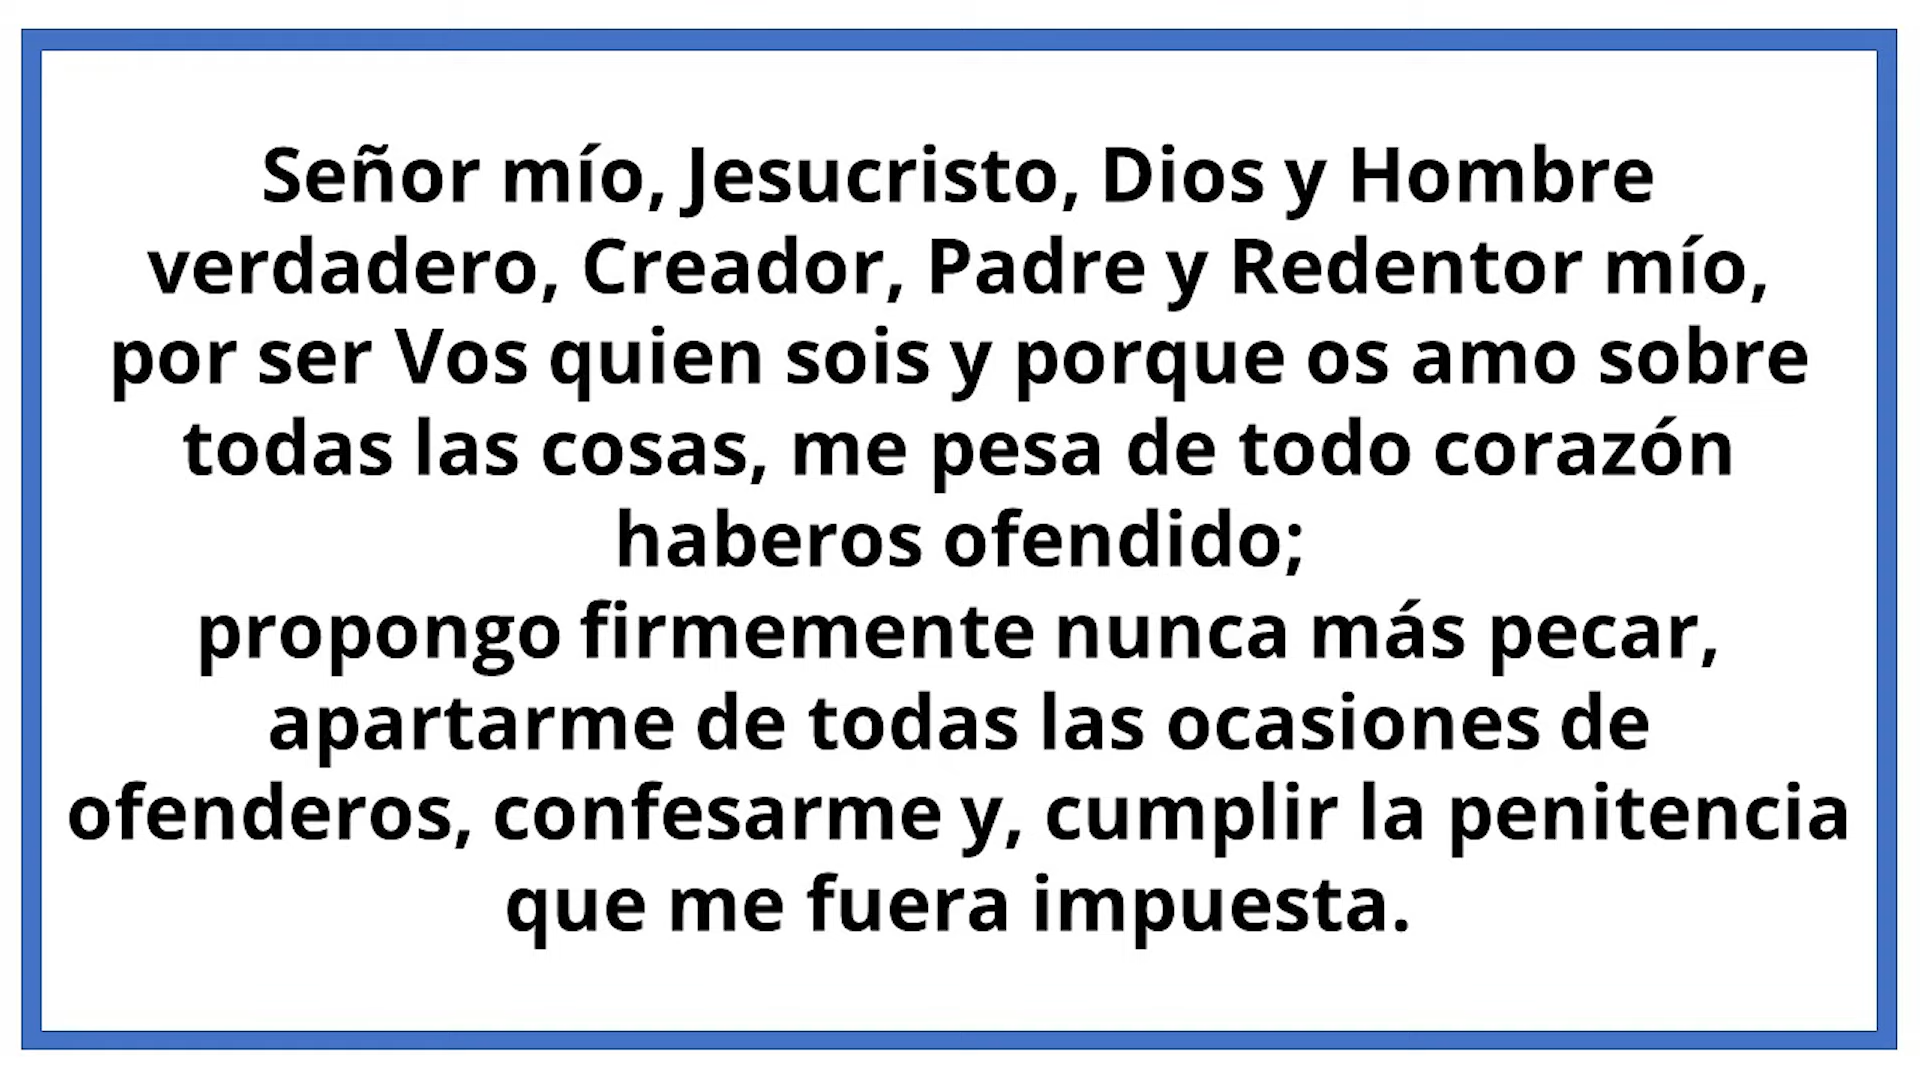 Señor mío, Jesucristo, Dios y Hombre
verdadero, Creador, Padre y Redentor mío,
por ser Vos quien sois y porque os amo sobre
todas las cosas, me pesa de todo corazón
haberos ofendido;
propongo firmemente nunca más pecar,
apartarme de todas las ocasiones de
ofenderos, confesarme y, cumplir la penitencia
que me fuera impuesta.